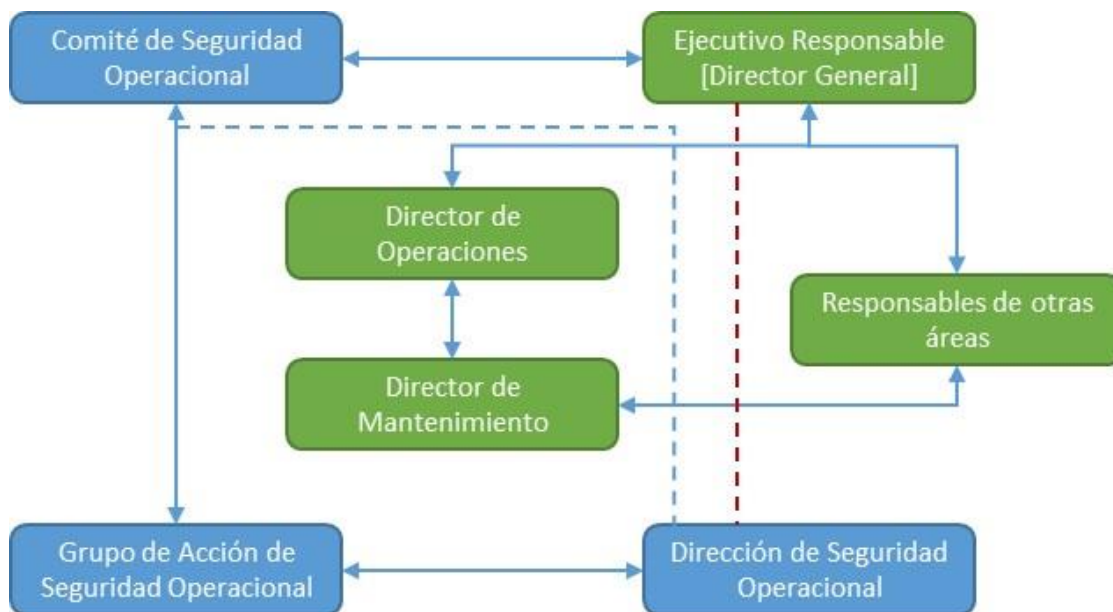 Comité de Seguridad
Operacional
Ejecutivo Responsable
[Director General]
Director de
Operaciones
Responsables de otras
áreas
Director de
Mantenimiento
Grupo de Acción de
Seguridad Operacional
Dirección de Seguridad
Operacional